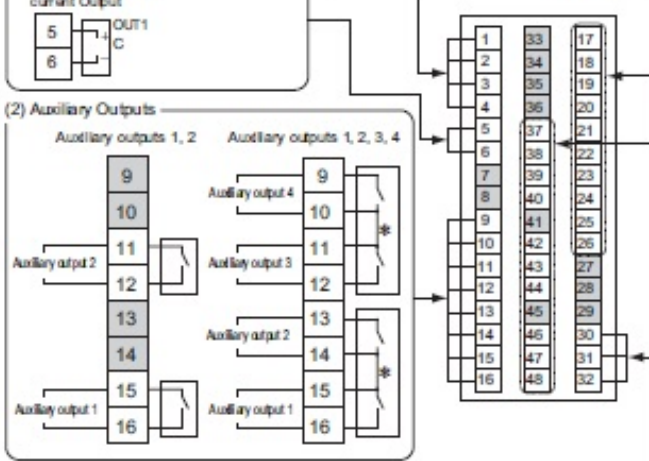 current Output
5
6
+
-
OUT1
C
(2) Auxiliary Outputs
Auxiliary outputs 1, 2
9
10
Auxiliary output 2
11
12
13
14
Auxiliary output 1
15
16
Auxiliary outputs 1, 2, 3, 4
Auxiliary output 4
9
10
*
Auxiliary output 3
11
12
Auxiliary output 2
13
14
*
Auxiliary output 1
15
16
1 33 17
2 34 18
3 35 19
4 36 20
5 37 21
6 38 22
7 39 23
8 40 24
9 41 25
10 42 26
11 43 27
12 44 28
13 45 29
14 46 30
15 47 31
16 48 32